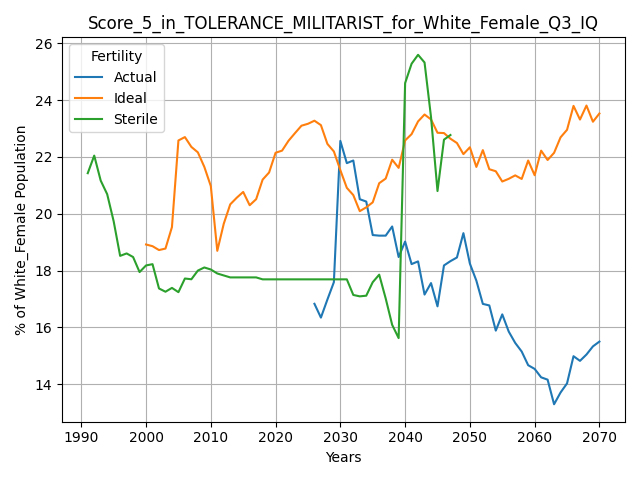 Score_5_in_TOLERANCE_MILITARIST_for_White_Female_Q3_IQ
Fertility
Actual
Ideal
Sterile
% of White_Female Population
26
24
22
20
18
16
14
1990
2000
2010
2020
2030
2040
2050
2060
2070
Years